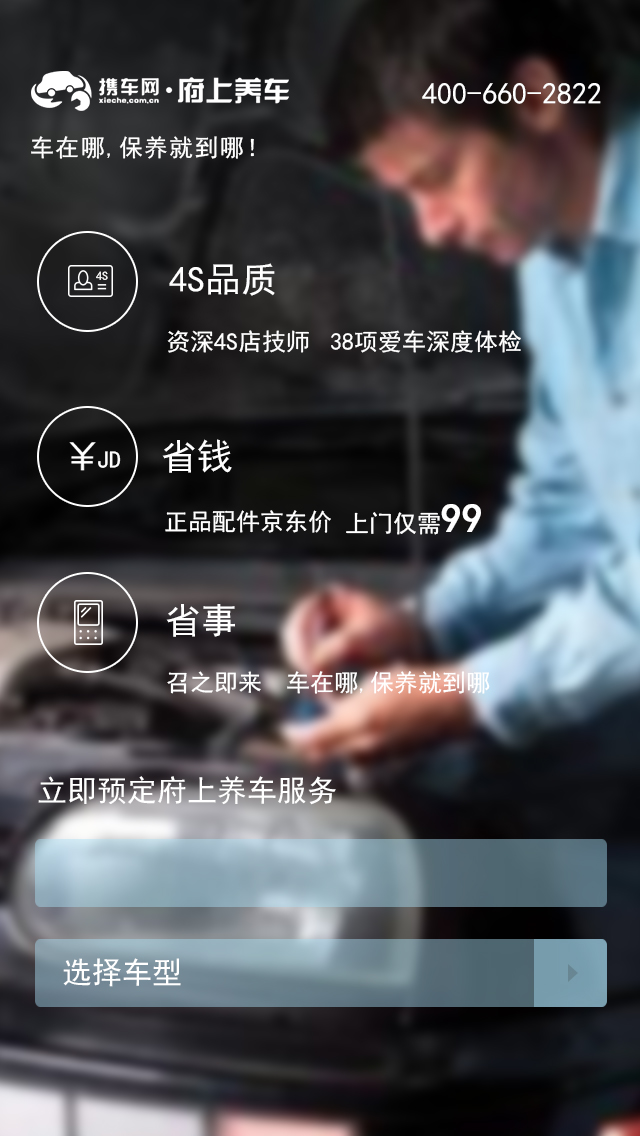 携车网·府上养车 400-660-2822
xieche.com.cn
车在哪,保养就到哪!
4S
4S品质
资深4S店技师 38项爱车深度体检
¥JD
省钱
正品配件京东价 上门仅需99
省事
召之即来 车在哪,保养就到哪
立即预定府上养车服务
选择车型